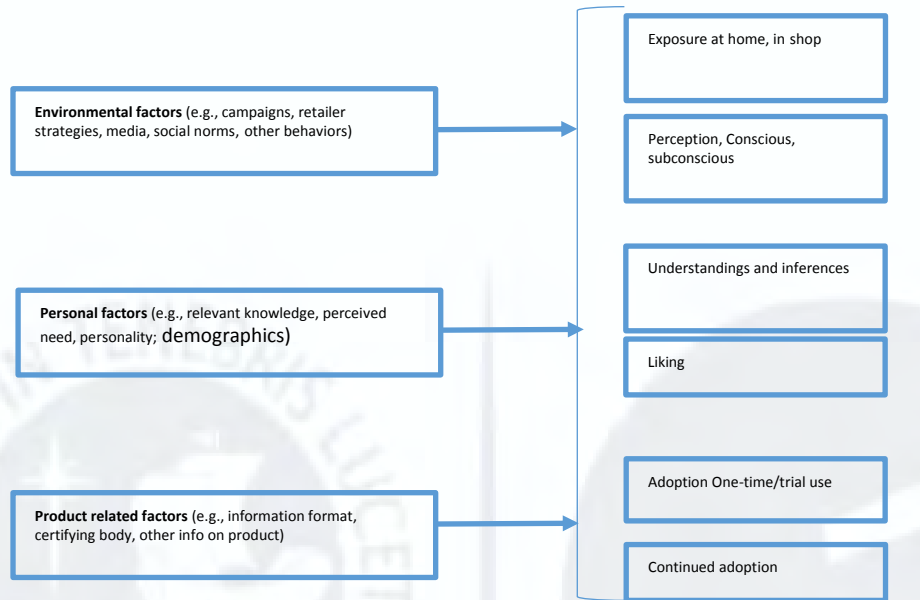 Exposure at home, in shop
Environmental factors (e.g., campaigns, retailer
strategies, media, social norms, other behaviors)
Perception, Conscious,
subconscious
Understandings and inferences
Personal factors (e.g., relevant knowledge, perceived
need, personality; demographics)
Liking
Adoption One-time/trial use
Product related factors (e.g., information format,
certifying body, other info on product)
Continued adoption
TENEBRIS